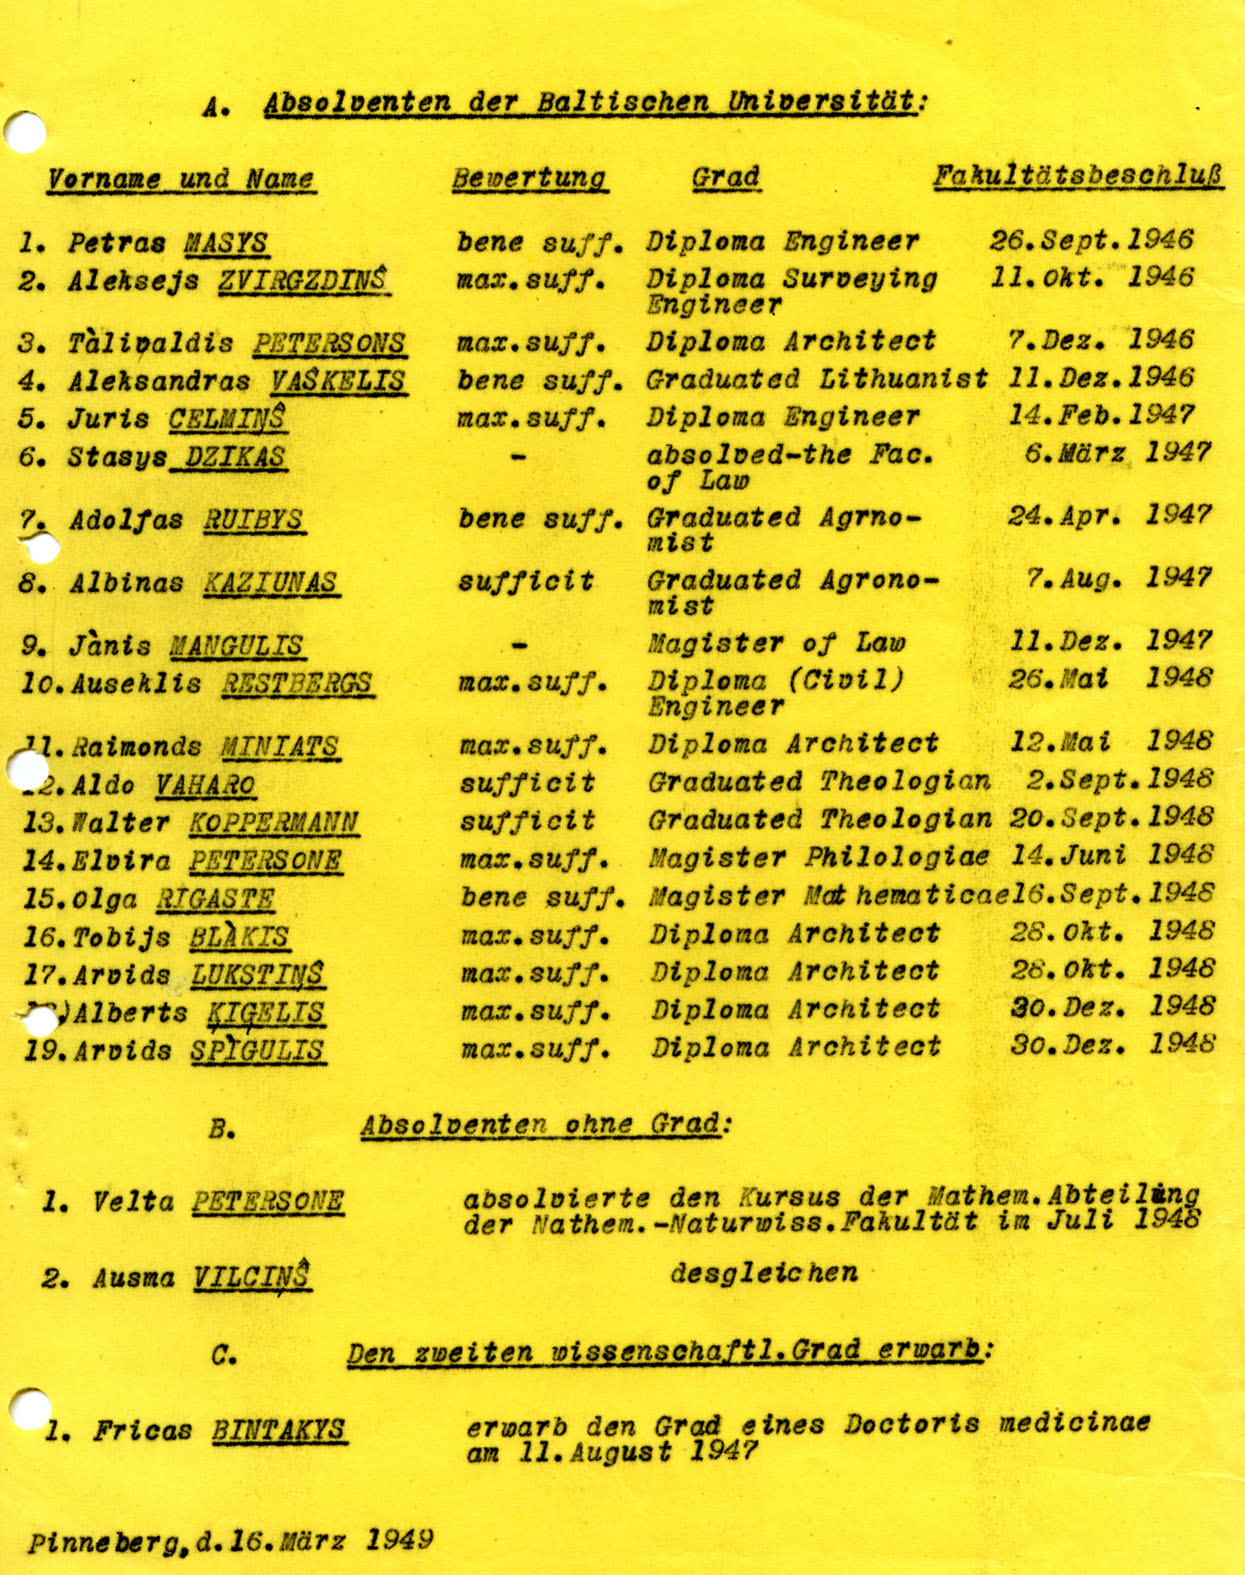 A. Absolventen der Baltischen Universität:
Vorname und Name Bewertung Grad Fakultätsbeschluß
1. Petras MASYS bene suff. Diploma Engineer 26.Sept.1946
2. Aleksejs ZVIRGZDINŜ max.suff. Diploma Surveying 11.Okt. 1946
Engineer
3. Tàlivaldis PETERSONS max.suff. Diploma Architect 7.Dez. 1946
4. Aleksandras VAŜKELIS bene suff. Graduated Lithuanist 11.Dez.1946
5. Juris CELMIŅŜ max.suff. Diploma Engineer 14.Feb.1947
6. Stasys DZIKAS - absolved-the Fac. 6.März 1947
of Law
7. Adolfas RUIBYS bene suff. Graduated Agrno- 24.Apr. 1947
mist
8. Albinas KAZIUNAS sufficit Graduated Agrono- 7.Aug. 1947
mist
9. Jànis MANGULIS - Magister of Law 11.Dez. 1947
10.Auseklis RESTBERGS max.suff. Diploma (Civil) 26.Mai 1948
Engineer
11.Raimonds MINIATS max.suff. Diploma Architect 12.Mai 1948
12.Aldo VAHARO sufficit Graduated Theologian 2.Sept.1948
13.Walter KOPPERMANN sufficit Graduated Theologian 20.Sept.1948
14.Elvira PETERSONE max.suff. Magister Philologiae 14.Juni 1948
15.Olga RÌGASTE bene suff. Magister Mathematicae16.Sept.1948
16.Tobijs BLÀKIS max.suff. Diploma Architect 28.Okt. 1948
17.Arvids LUKSTIŅŜ max.suff. Diploma Architect 28.Okt. 1948
)Alberts ĶIĢELIS max.suff. Diploma Architect 30.Dez. 1948
19.Arvids SPÌGULIS max.suff. Diploma Architect 30.Dez. 1948
B. Absolventen ohne Grad:
1. Velta PETERSONE absolvierte den Kursus der Mathem.Abteilung
der Nathem.-Naturwiss.Fakultät im Juli 1948
2. Ausma VILCIŅŜ desgleichen
C. Den zweiten wissenschaftl.Grad erwarb:
1. Fricas BINTAKYS erwarb den Grad eines Doctoris medicinae
am 11.August 1947
Pinneberg,d.16.März 1949